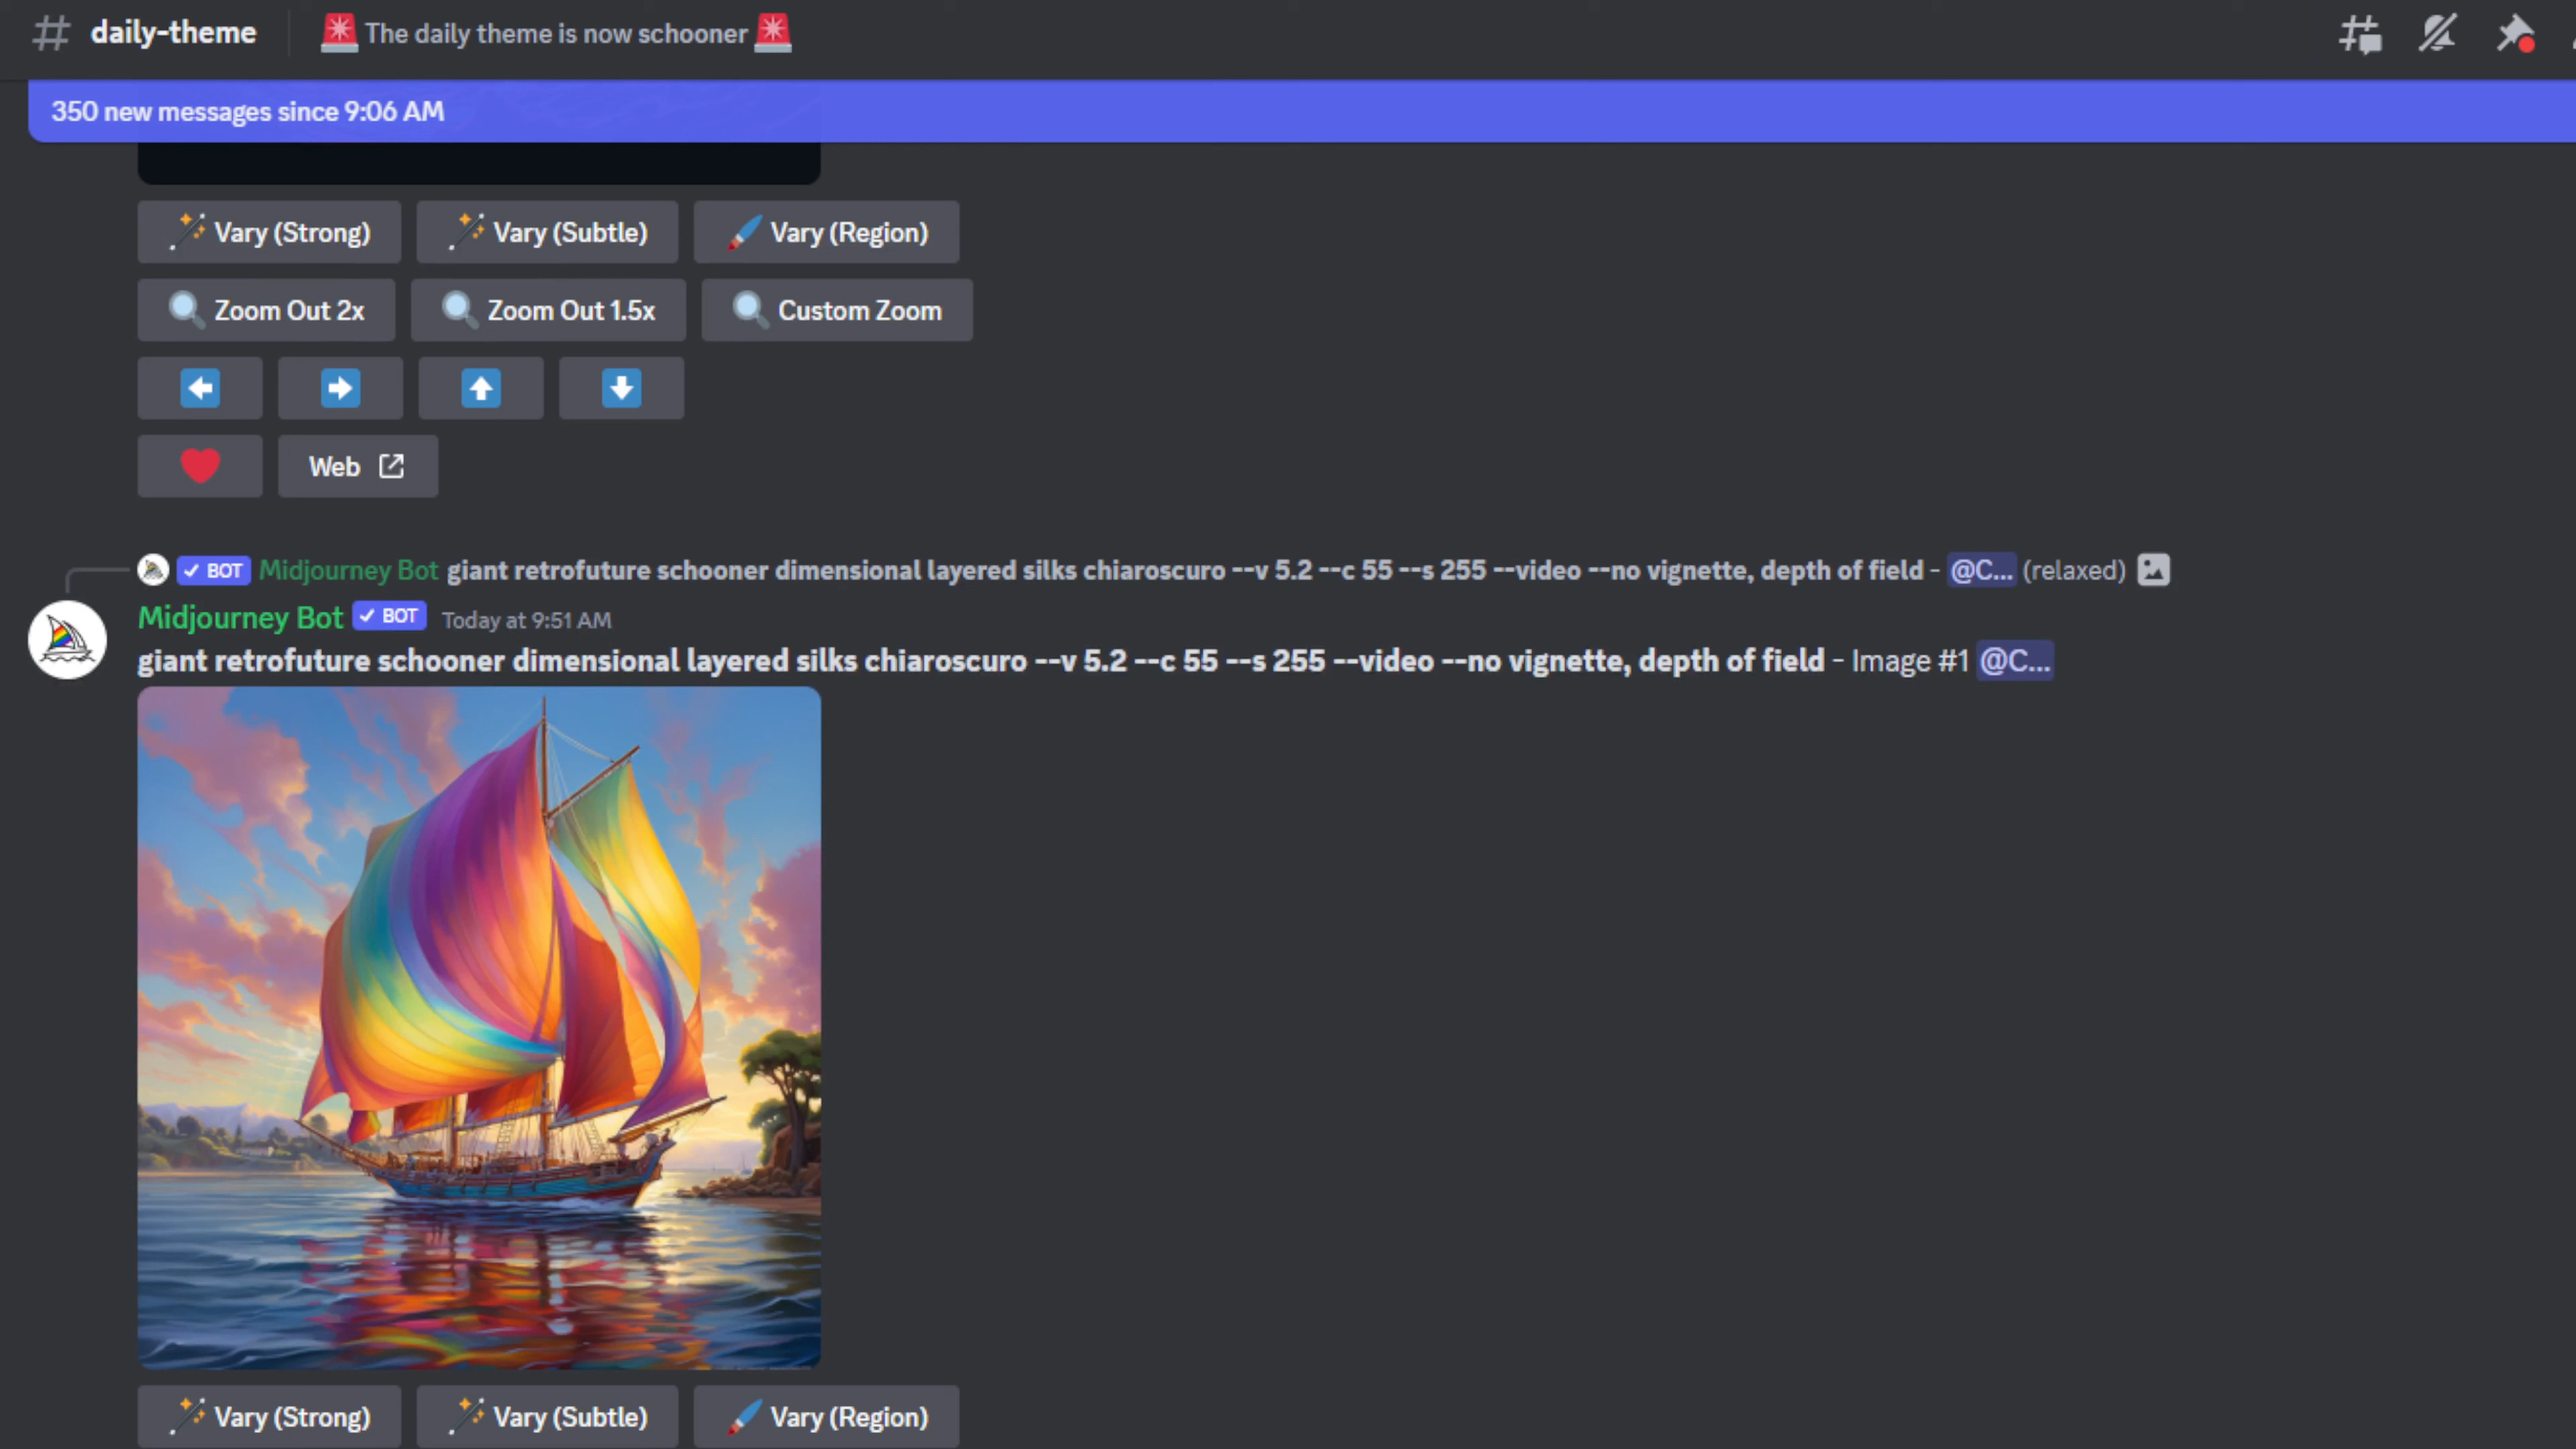 daily-theme
The daily theme is now schooner
350 new messages since 9:06 AM
Vary (Strong) Vary (Subtle) Vary (Region)
Zoom Out 2x Zoom Out 1.5x Custom Zoom
Web
BOT Midjourney Bot giant retrofuture schooner dimensional layered silks chiaroscuro --v 5.2 --c 55 --s 255 --video --no vignette, depth of field - @C... (relaxed)
Midjourney Bot BOT Today at 9:51 AM
giant retrofuture schooner dimensional layered silks chiaroscuro --v 5.2 --c 55 --s 255 --video --no vignette, depth of field - Image #1 @C...
Vary (Strong) Vary (Subtle) Vary (Region)